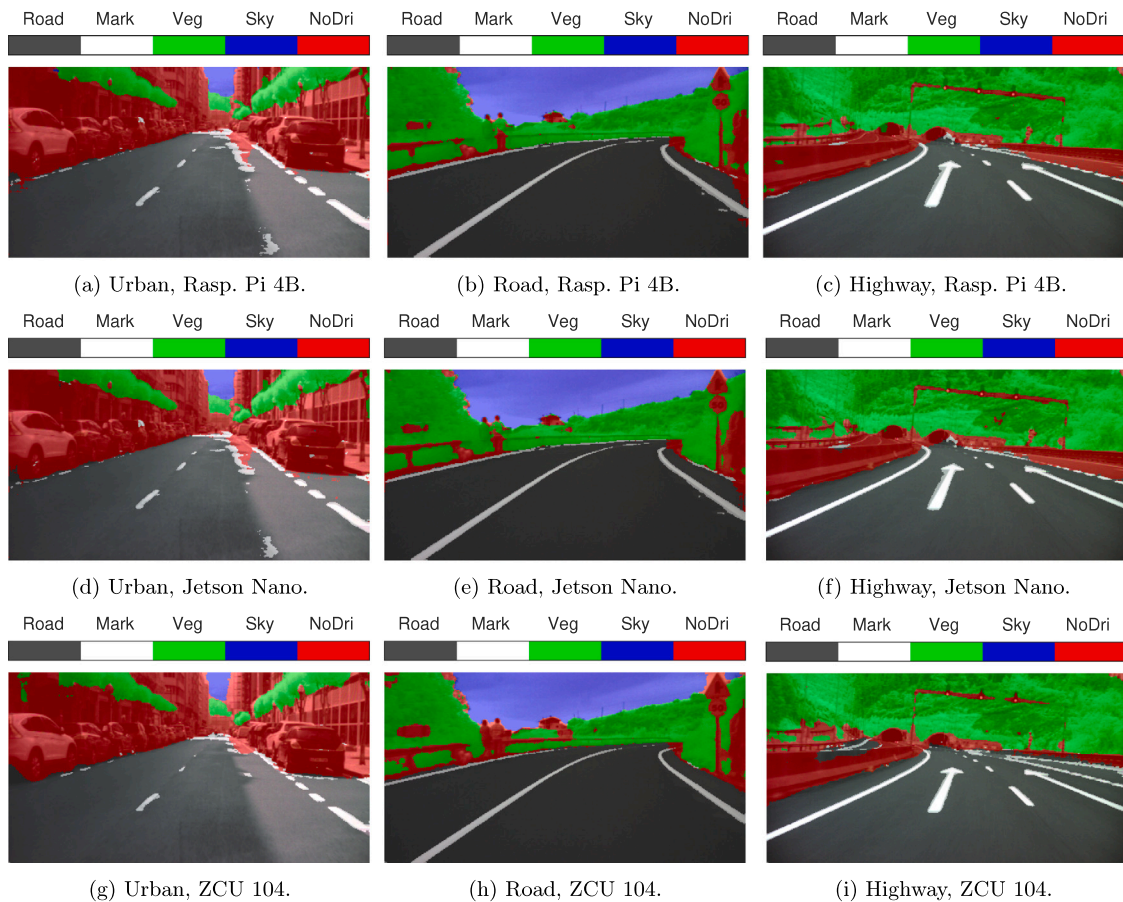 Road Mark Veg Sky NoDri Road Mark Veg Sky NoDri Road Mark Veg Sky NoDri
(a) Urban, Rasp. Pi 4B. (b) Road, Rasp. Pi 4B. (c) Highway, Rasp. Pi 4B.
Road Mark Veg Sky NoDri Road Mark Veg Sky NoDri Road Mark Veg Sky NoDri
(d) Urban, Jetson Nano. (e) Road, Jetson Nano. (f) Highway, Jetson Nano.
Road Mark Veg Sky NoDri Road Mark Veg Sky NoDri Road Mark Veg Sky NoDri
(g) Urban, ZCU 104. (h) Road, ZCU 104. (i) Highway, ZCU 104.